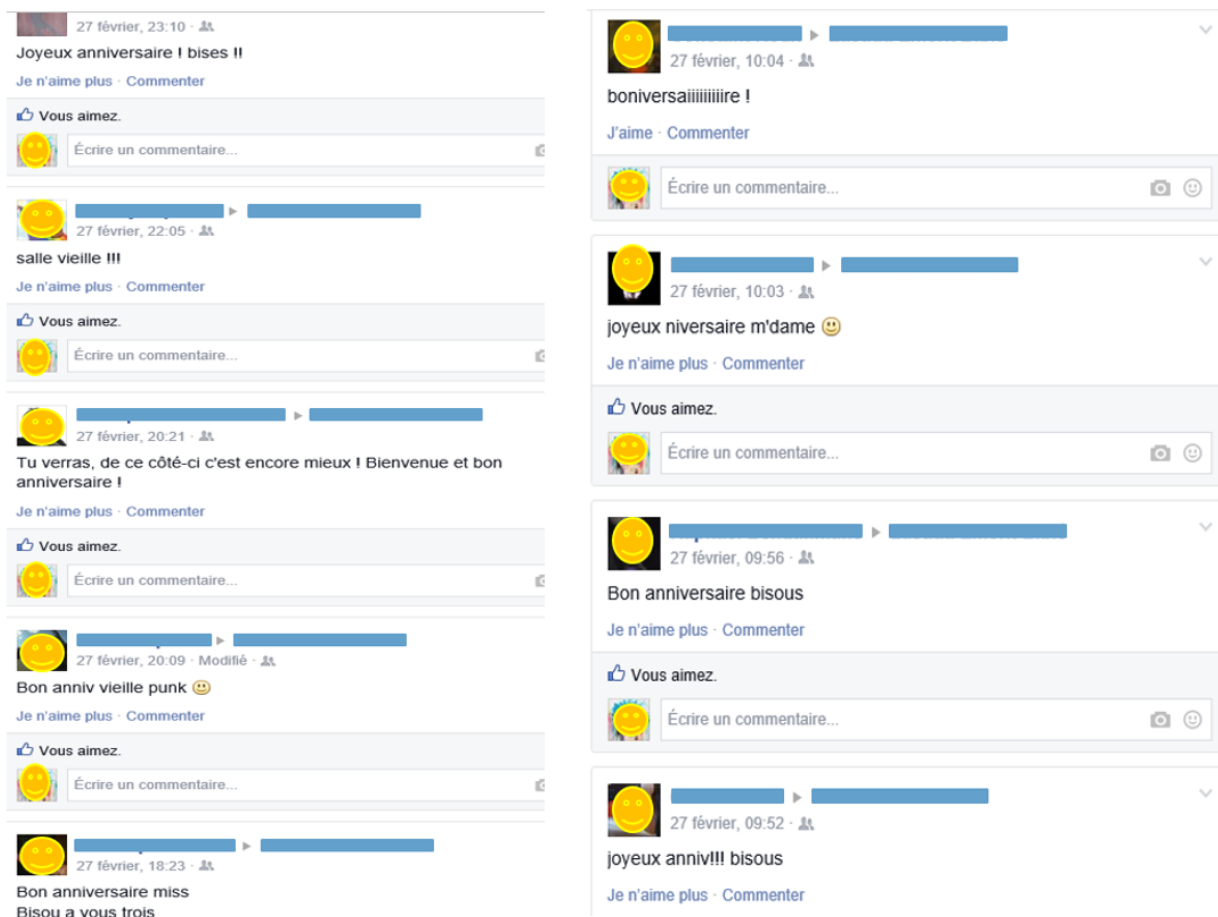 27 février, 23:10 ·
Joyeux anniversaire ! bises !!
Je n'aime plus · Commenter
Vous aimez.
Écrire un commentaire...
27 février, 22:05 ·
salle vieille !!!
Je n'aime plus · Commenter
Vous aimez.
Écrire un commentaire...
27 février, 20:21 ·
Tu verras, de ce côté-ci c'est encore mieux ! Bienvenue et bon
anniversaire !
Je n'aime plus · Commenter
Vous aimez.
Écrire un commentaire...
27 février, 20:09 · Modifié ·
Bon anniv vieille punk
Je n'aime plus · Commenter
Vous aimez.
Écrire un commentaire...
27 février, 18:23 ·
Bon anniversaire miss
Bisou a vous trois
27 février, 10:04 ·
boniversaiiiiiiiiiire !
J'aime · Commenter
Écrire un commentaire...
27 février, 10:03 ·
joyeux niversaire m'dame
Je n'aime plus · Commenter
Vous aimez.
Écrire un commentaire...
27 février, 09:56 ·
Bon anniversaire bisous
Je n'aime plus · Commenter
Vous aimez.
Écrire un commentaire...
27 février, 09:52 ·
joyeux anniv!!! bisous
Je n'aime plus · Commenter